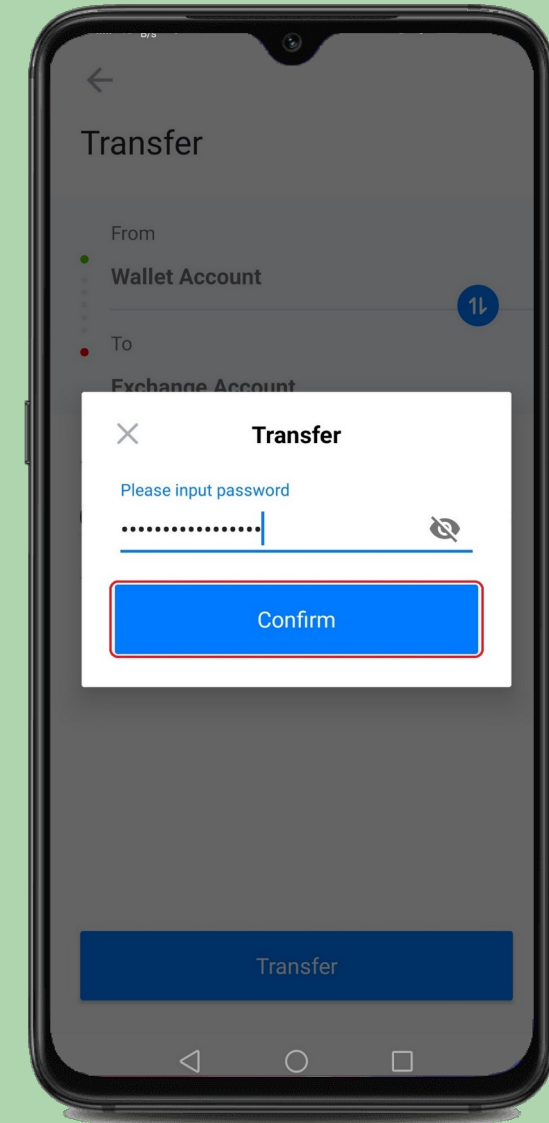 B/s
Transfer
From
Wallet Account
To
Exchange Account
Transfer
Please input password
•••••••••••••••••
Confirm
Transfer